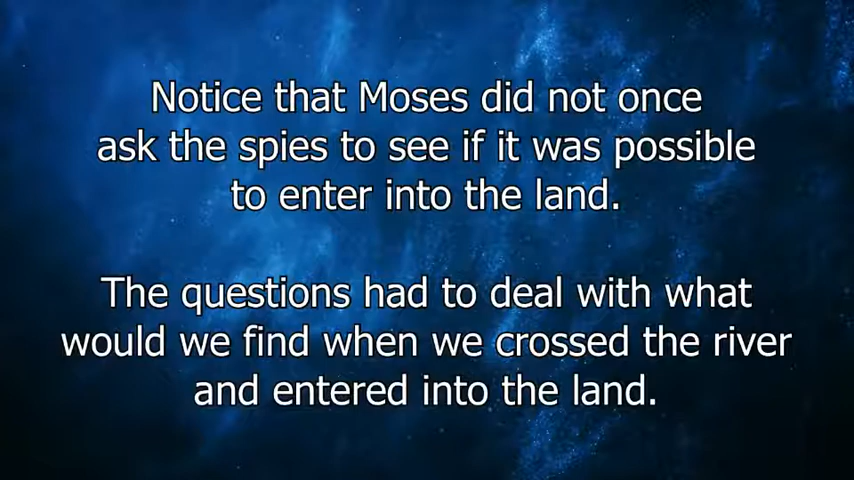 Notice that Moses did not once
ask the spies to see if it was possible
to enter into the land.
The questions had to deal with what
would we find when we crossed the river
and entered into the land.